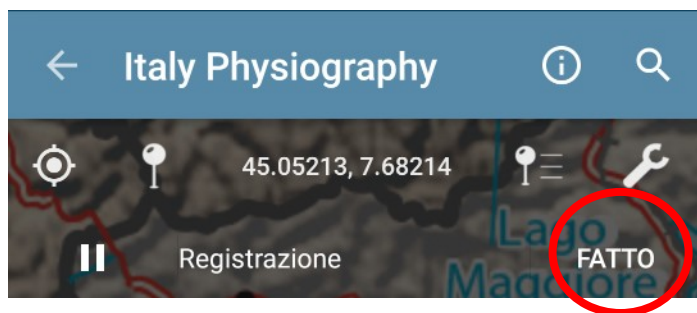 Italy Physiography
45.05213, 7.68214
Registrazione
FATTO
Lago
Maggiore